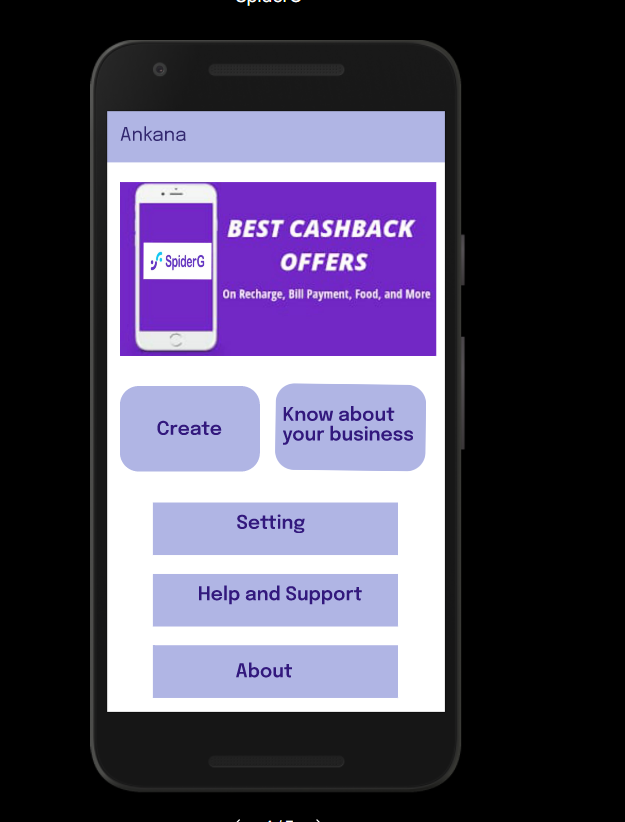 SpiderG
Ankana
SpiderG
BEST CASHBACK
OFFERS
On Recharge, Bill Payment, Food, and More
Create
Know about
your business
Setting
Help and Support
About